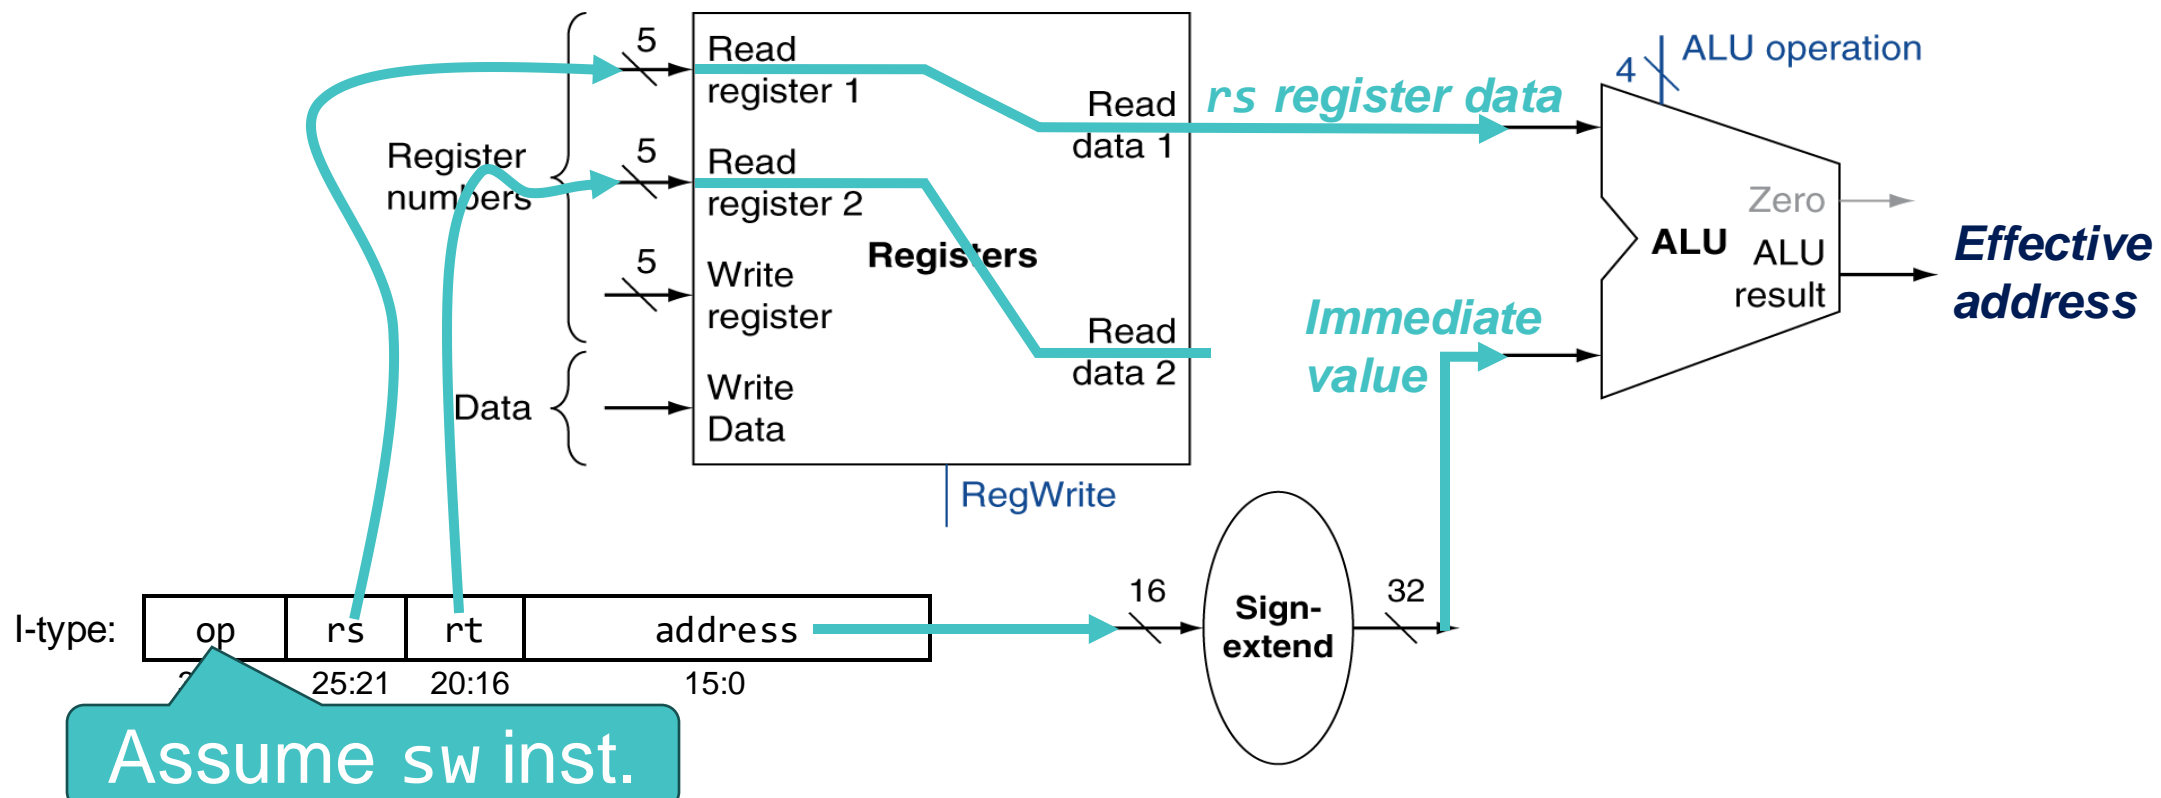 5
Read
register 1
Read
data 1
rs register data
4
ALU operation
Register
numbers
5
Read
register 2
Registers
5
Write
register
Read
data 2
Immediate
value
Zero
ALU
ALU
result
Effective
address
Data
Write
Data
RegWrite
I-type:
op
rs
rt
address
25:21
20:16
15:0
16
Sign-
extend
32
Assume sw inst.